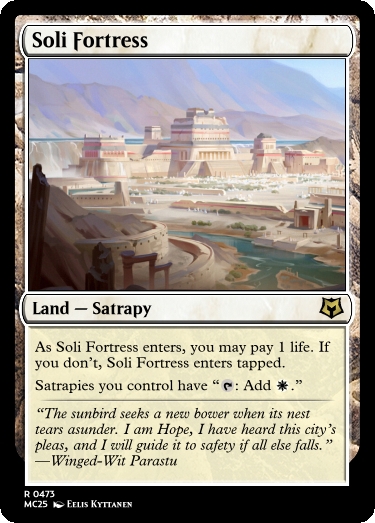 Soli Fortress
Land — Satrapy
As Soli Fortress enters, you may pay 1 life. If
you don't, Soli Fortress enters tapped.
Satrapies you control have “: Add .”
“The sunbird seeks a new bower when its nest
tears asunder. I am Hope, I have heard this city's
pleas, and I will guide it to safety if all else falls.”
—Winged-Wit Parastu
R 0473
MC25 Eelis Kyttanen